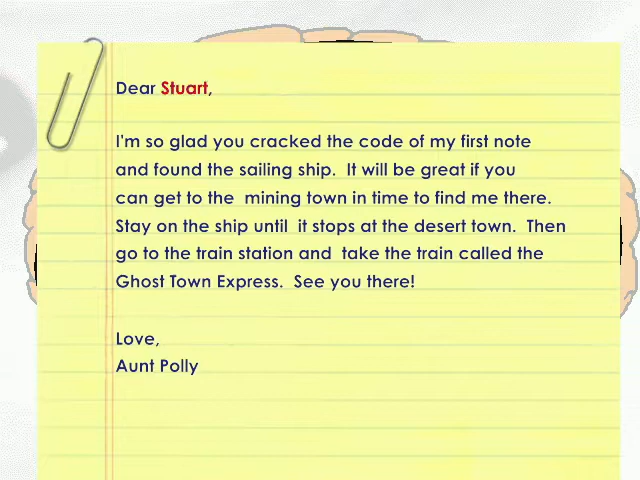 Dear Stuart,
I'm so glad you cracked the code of my first note
and found the sailing ship.  It will be great if you
can get to the  mining town in time to find me there.
Stay on the ship until  it stops at the desert town.  Then
go to the train station and  take the train called the
Ghost Town Express.  See you there!
Love,
Aunt Polly